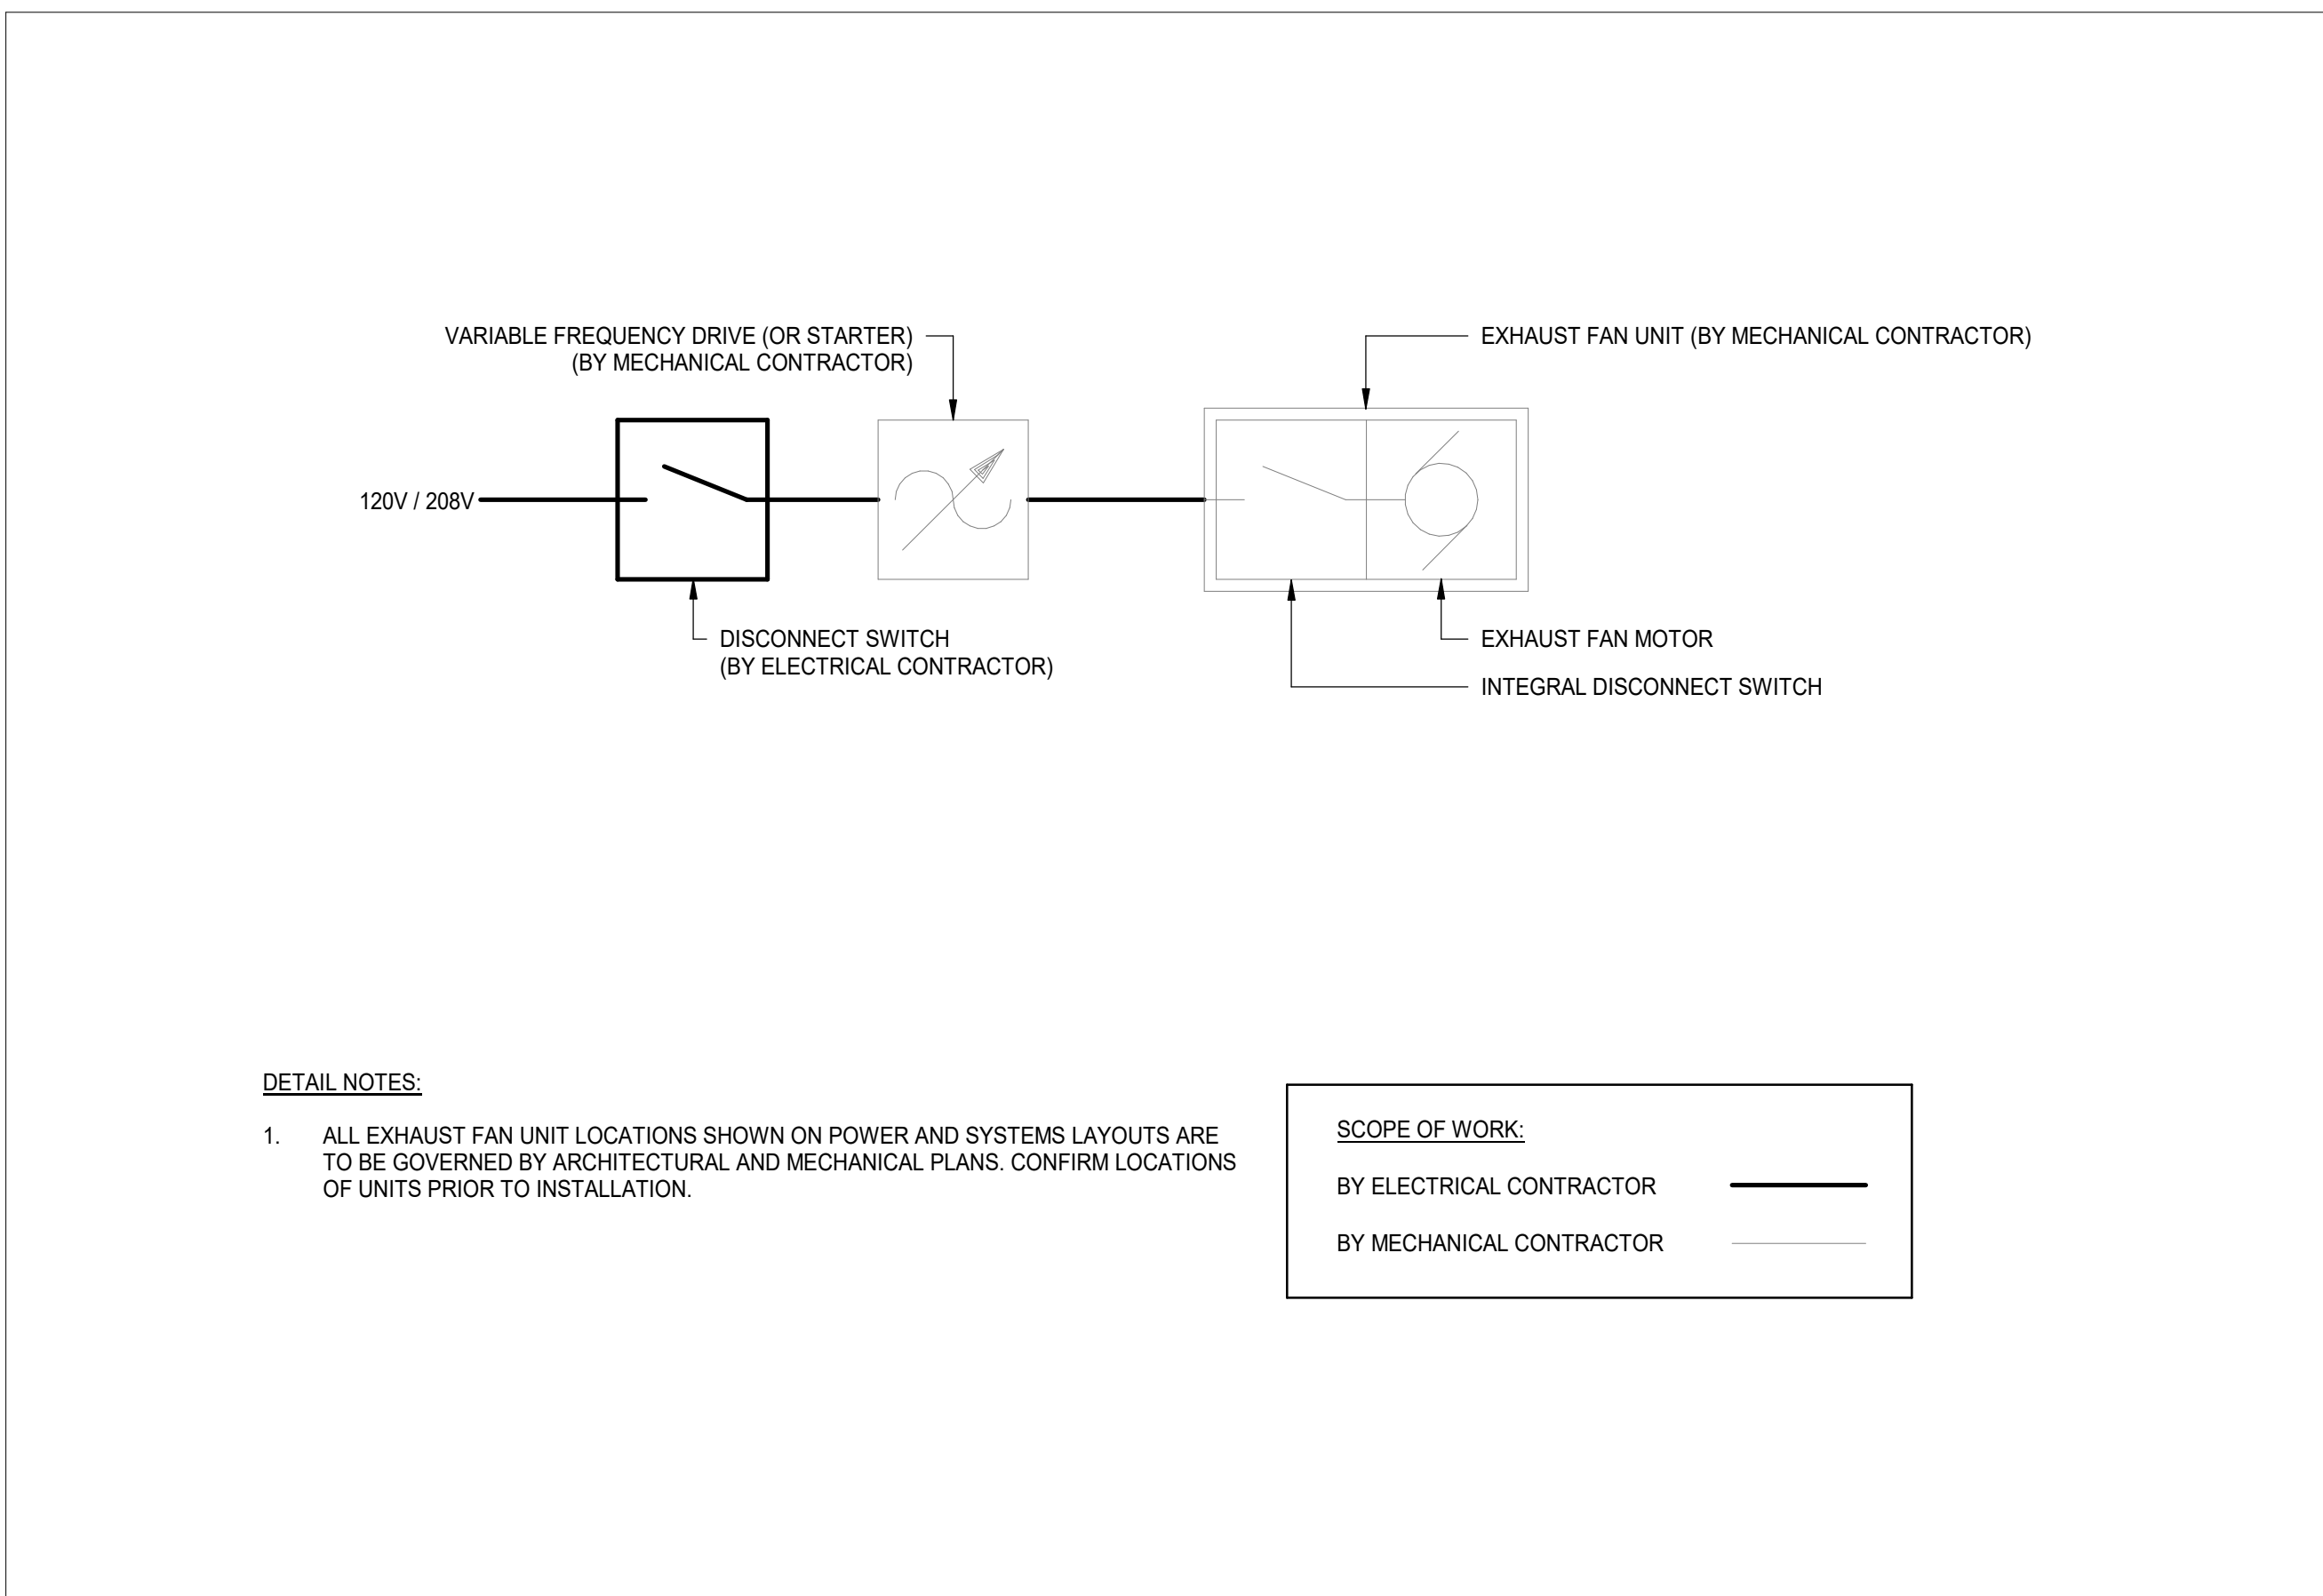 VARIABLE FREQUENCY DRIVE (OR STARTER)
(BY MECHANICAL CONTRACTOR)
EXHAUST FAN UNIT (BY MECHANICAL CONTRACTOR)
120V / 208V
DISCONNECT SWITCH
(BY ELECTRICAL CONTRACTOR)
EXHAUST FAN MOTOR
INTEGRAL DISCONNECT SWITCH
DETAIL NOTES:
1. ALL EXHAUST FAN UNIT LOCATIONS SHOWN ON POWER AND SYSTEMS LAYOUTS ARE
TO BE GOVERNED BY ARCHITECTURAL AND MECHANICAL PLANS. CONFIRM LOCATIONS
OF UNITS PRIOR TO INSTALLATION.
SCOPE OF WORK:
BY ELECTRICAL CONTRACTOR
BY MECHANICAL CONTRACTOR